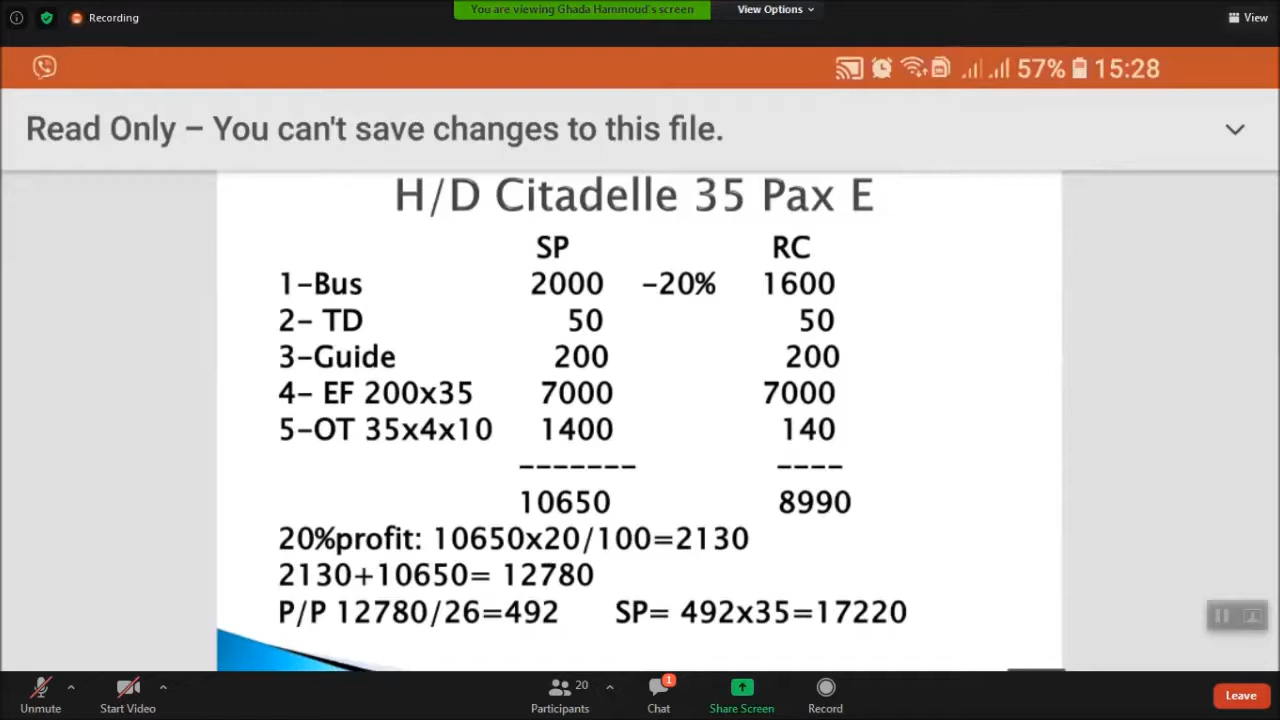 Recording
You are viewing Ghada Hammoud's screen
View Options
View
57% 15:28
Read Only – You can't save changes to this file.
H/D Citadelle 35 Pax E
SP RC
1-Bus 2000 -20% 1600
2- TD 50 50
3-Guide 200 200
4- EF 200x35 7000 7000
5-OT 35x4x10 1400 140
------- ----
10650 8990
20%profit: 10650x20/100=2130
2130+10650= 12780
P/P 12780/26=492 SP= 492x35=17220
Unmute
Start Video
20
Participants
1
Chat
Share Screen
Record
Leave